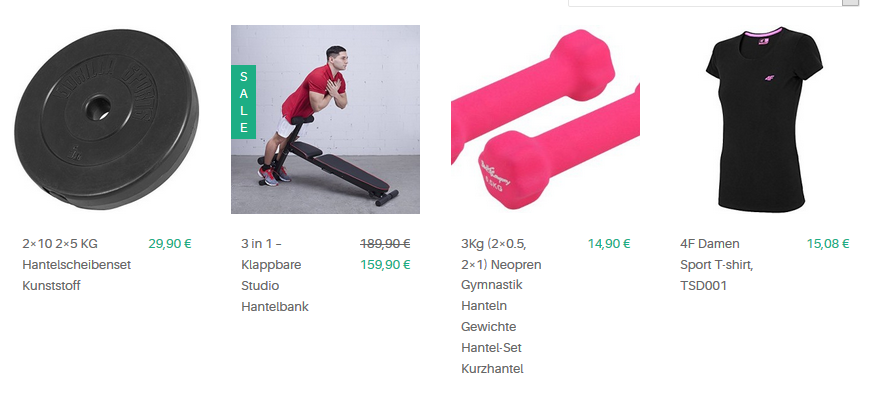 S
A
L
E
0.5KG
2×10 2×5 KG
Hantelscheibenset
Kunststoff
29,90 €
3 in 1 –
Klappbare
Studio
Hantelbank
189,90 €
159,90 €
3Kg (2×0.5,
2×1) Neopren
Gymnastik
Hanteln
Gewichte
Hantel-Set
Kurzhantel
14,90 €
4F Damen
Sport T-shirt,
TSD001
15,08 €